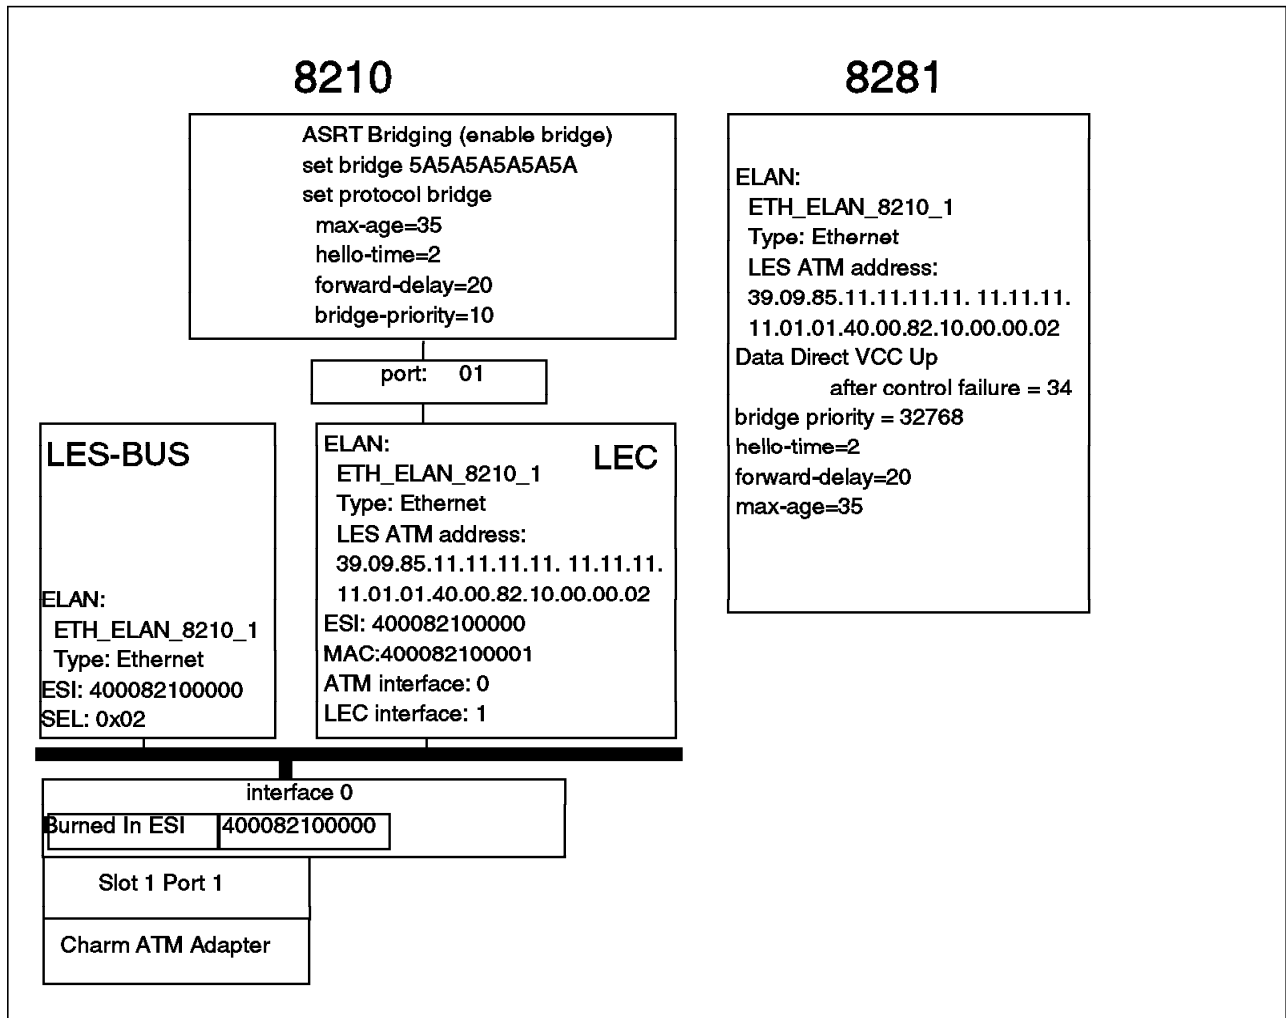 8210
ASRT Bridging (enable bridge)
set bridge 5A5A5A5A5A5A
set protocol bridge
max-age=35
hello-time=2
forward-delay=20
bridge-priority=10
port: 01
LES-BUS
ELAN:
ETH_ELAN_8210_1
Type: Ethernet
ESI: 400082100000
SEL: 0x02
LEC
ELAN:
ETH_ELAN_8210_1
Type: Ethernet
LES ATM address:
39.09.85.11.11.11.11. 11.11.11.
11.01.01.40.00.82.10.00.00.02
ESI: 400082100000
MAC:400082100001
ATM interface: 0
LEC interface: 1
interface 0
Burned In ESI 400082100000
Slot 1 Port 1
Charm ATM Adapter
8281
ELAN:
ETH_ELAN_8210_1
Type: Ethernet
LES ATM address:
39.09.85.11.11.11.11. 11.11.11.
11.01.01.40.00.82.10.00.00.02
Data Direct VCC Up
after control failure = 34
bridge priority = 32768
hello-time=2
forward-delay=20
max-age=35